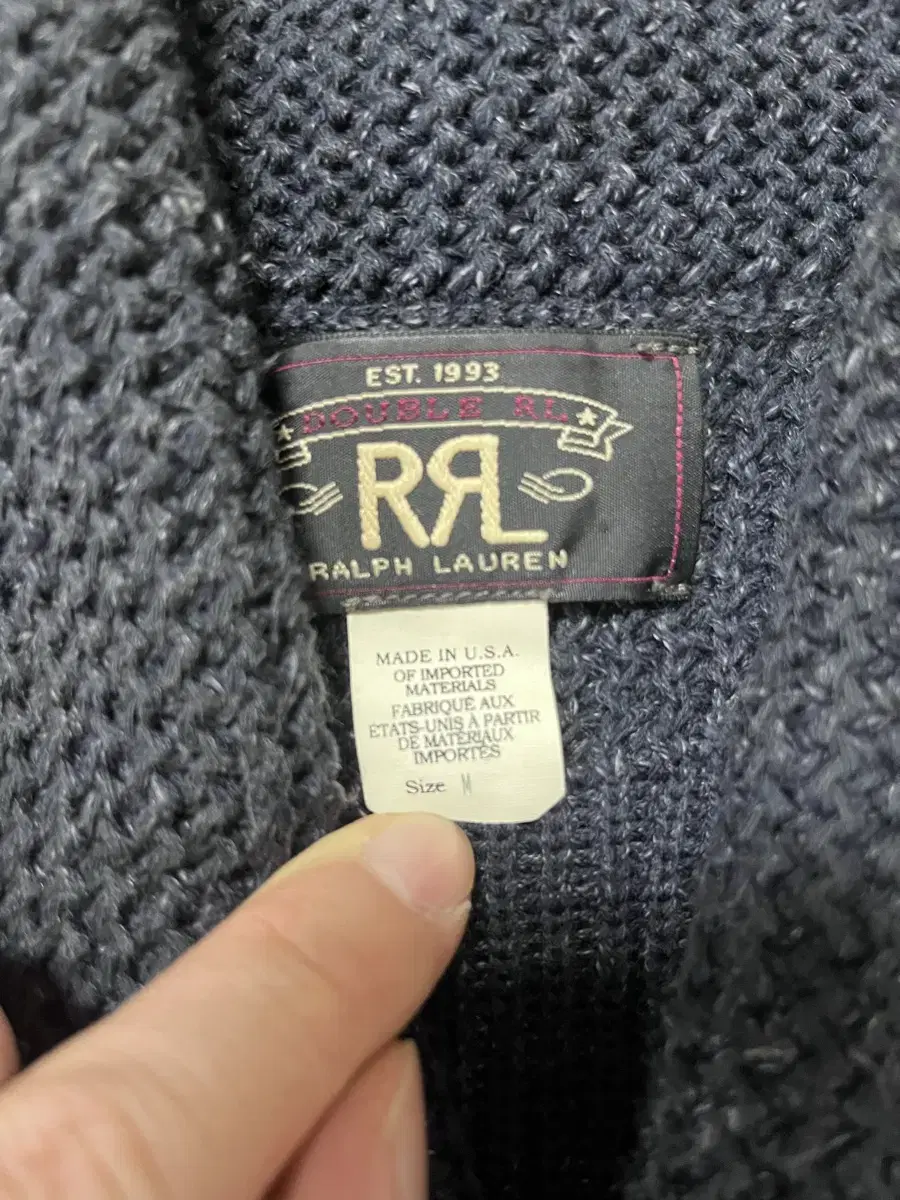 EST. 1993
DOUBLE RL
RRL
RALPH LAUREN
MADE IN U.S.A.
OF IMPORTED
MATERIALS
FABRIQUÉ AUX
ÉTATS-UNIS À PARTIR
DE MATÉRIAUX
IMPORTÉS
Size M